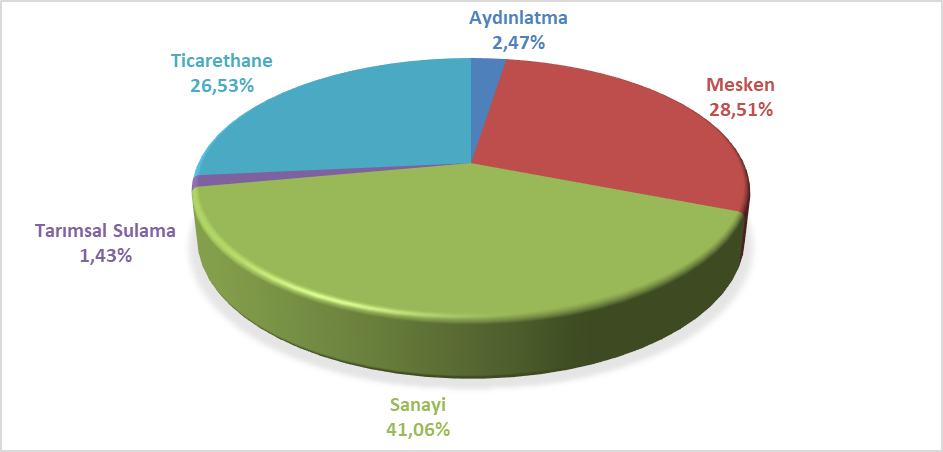 Aydınlatma
2,47%
Mesken
28,51%
Sanayi
41,06%
Tarımsal Sulama
1,43%
Ticarethane
26,53%